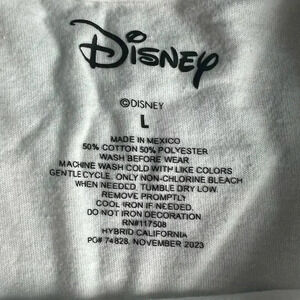 Disney
©DISNEY
L
MADE IN MEXICO
50% COTTON 50% POLYESTER
WASH BEFORE WEAR
MACHINE WASH COLD WITH LIKE COLORS
GENTLE CYCLE. ONLY NON-CHLORINE BLEACH
WHEN NEEDED. TUMBLE DRY LOW.
REMOVE PROMPTLY
COOL IRON IF NEEDED.
DO NOT IRON DECORATION
RN#117508
HYBRID CALIFORNIA
PO# 74828. NOVEMBER 2023